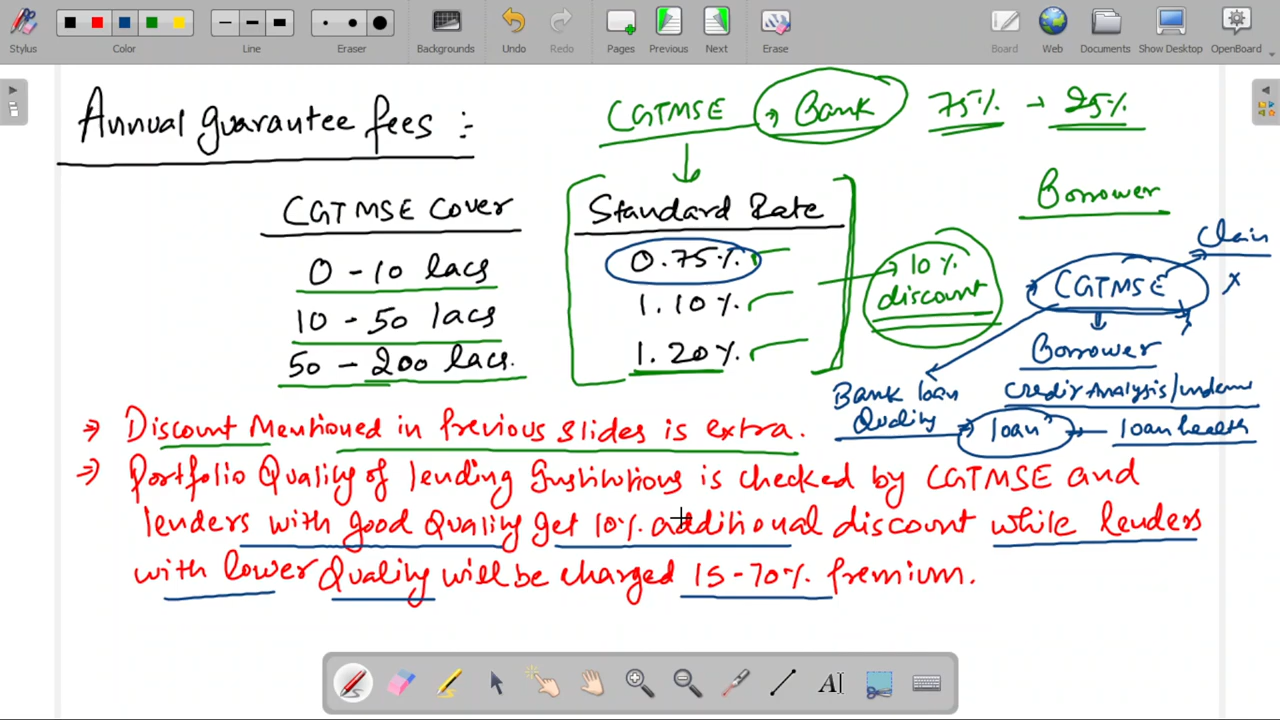 Stylus
Color
Line
Eraser
Backgrounds
Undo
Redo
Pages
Previous
Next
Erase
Board
Web
Documents
Show Desktop
OpenBoard
Annual guarantee fees :
CGTMSE → Bank 75% → 25%
Borrower
CGTMSE Cover
Standard Rate
0 - 10 lacs
0.75%
10 - 50 lacs
1.10%
50 - 200 lacs.
1.20%
10% discount
Claim
CGTMSE x
Borrower
Credit Analysis/
Bank loan
Quality
loan
loan health
→ Discount Mentioned in Previous slides is extra.
→ Portfolio Quality of lending Institutions is checked by CGTMSE and
lenders with good Quality get 10% additional discount while lenders
with lower Quality will be charged 15-70% premium.